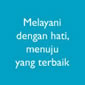 Melayani
dengan hati,
menuju
yang terbaik